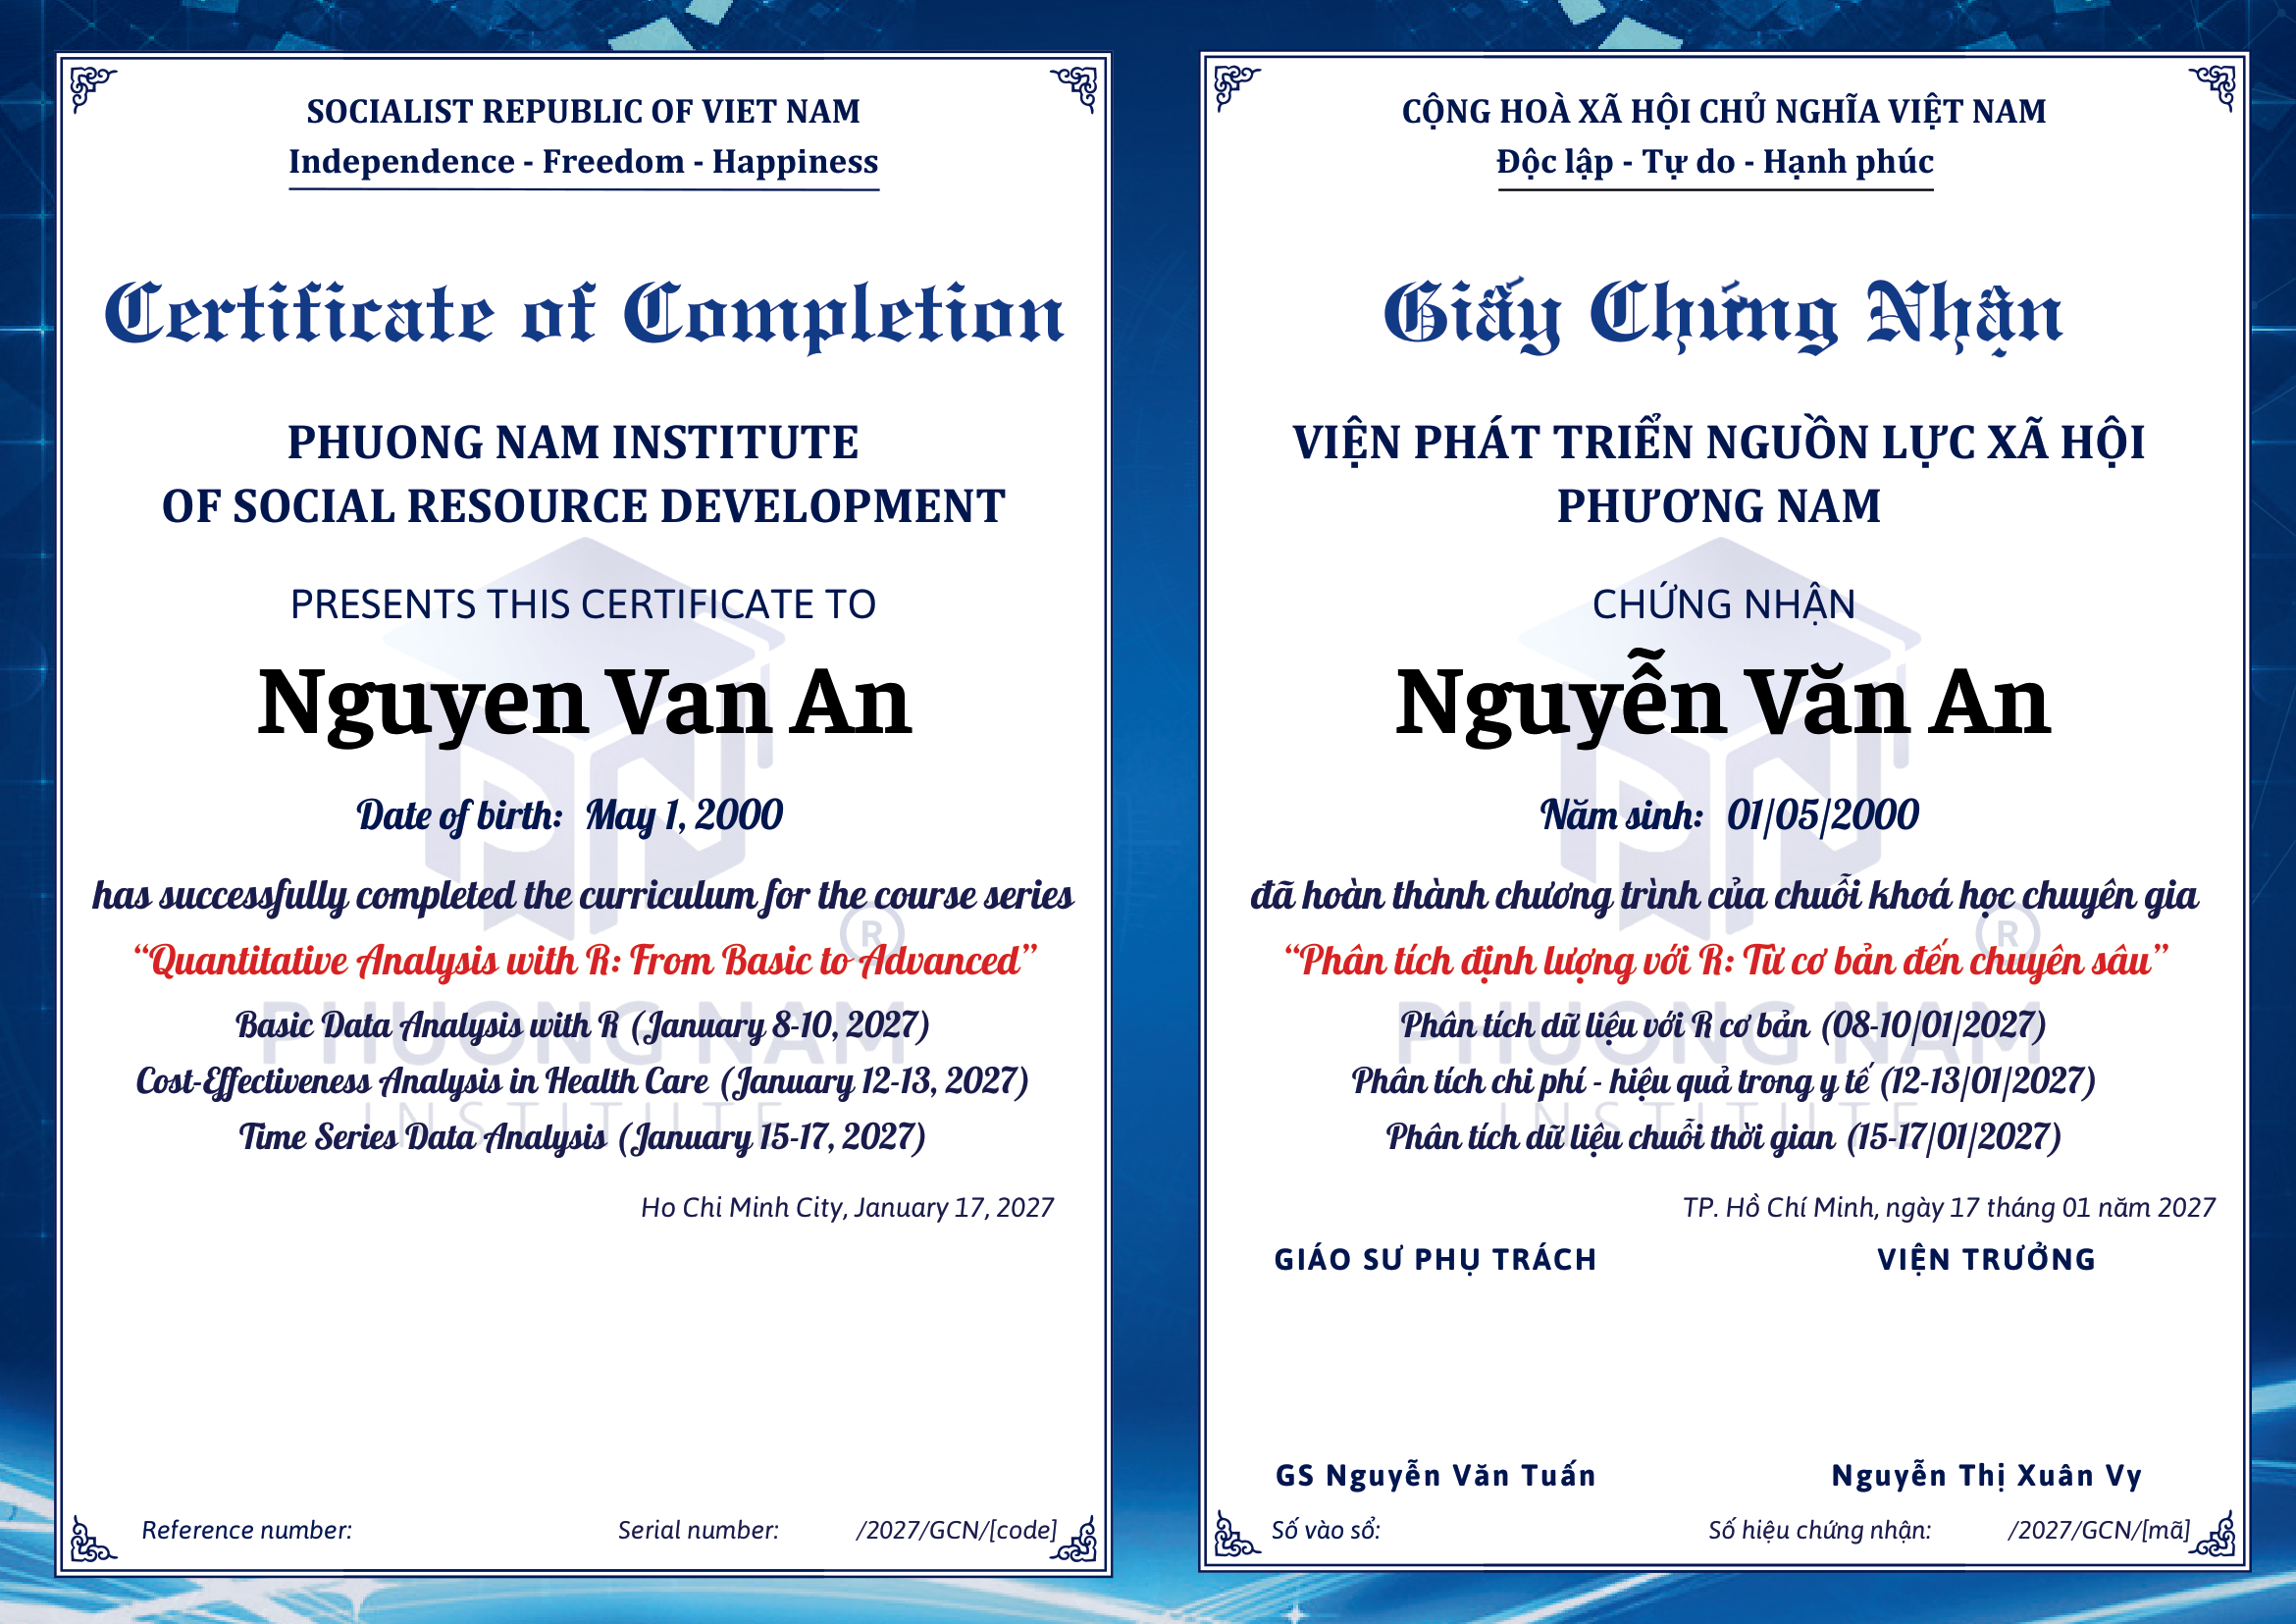 SOCIALIST REPUBLIC OF VIET NAM
Independence - Freedom - Happiness
Certificate of Completion
PHUONG NAM INSTITUTE
OF SOCIAL RESOURCE DEVELOPMENT
PRESENTS THIS CERTIFICATE TO
Nguyen Van An
Date of birth: May 1, 2000
has successfully completed the curriculum for the course series
“Quantitative Analysis with R: From Basic to Advanced”
Basic Data Analysis with R (January 8-10, 2027)
Cost-Effectiveness Analysis in Health Care (January 12-13, 2027)
Time Series Data Analysis (January 15-17, 2027)
Ho Chi Minh City, January 17, 2027
Reference number: Serial number: /2027/GCN/[code]
PN
®
PHUONG NAM
INSTITUTE
CỘNG HOÀ XÃ HỘI CHỦ NGHĨA VIỆT NAM
Độc lập - Tự do - Hạnh phúc
Giấy Chứng Nhận
VIỆN PHÁT TRIỂN NGUỒN LỰC XÃ HỘI
PHƯƠNG NAM
CHỨNG NHẬN
Nguyễn Văn An
Năm sinh: 01/05/2000
đã hoàn thành chương trình của chuỗi khoá học chuyên gia
“Phân tích định lượng với R: Từ cơ bản đến chuyên sâu”
Phân tích dữ liệu với R cơ bản (08-10/01/2027)
Phân tích chi phí - hiệu quả trong y tế (12-13/01/2027)
Phân tích dữ liệu chuỗi thời gian (15-17/01/2027)
TP. Hồ Chí Minh, ngày 17 tháng 01 năm 2027
GIÁO SƯ PHỤ TRÁCH VIỆN TRƯỞNG
GS Nguyễn Văn Tuấn Nguyễn Thị Xuân Vy
Số vào sổ: Số hiệu chứng nhận: /2027/GCN/[mã]
PN
®
PHUONG NAM
INSTITUTE